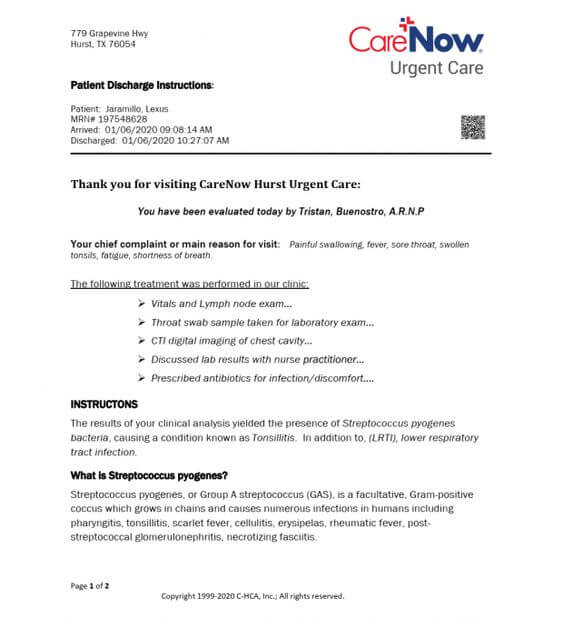 779 Grapevine Hwy
Hurst, TX 76054
CareNow
Urgent Care
Patient Discharge Instructions:
Patient: Jaramillo, Lexus
MRN# 197548628
Arrived: 01/06/2020 09:08:14 AM
Discharged: 01/06/2020 10:27:07 AM
Thank you for visiting CareNow Hurst Urgent Care:
You have been evaluated today by Tristan, Buenostro, A.R.N.P
Your chief complaint or main reason for visit: Painful swallowing, fever, sore throat, swollen
tonsils, fatigue, shortness of breath.
The following treatment was performed in our clinic:
➢ Vitals and Lymph node exam...
➢ Throat swab sample taken for laboratory exam...
➢ CTI digital imaging of chest cavity...
➢ Discussed lab results with nurse practitioner...
➢ Prescribed antibiotics for infection/discomfort....
INSTRUCTONS
The results of your clinical analysis yielded the presence of Streptococcus pyogenes
bacteria, causing a condition known as Tonsillitis. In addition to, (LRTI), lower respiratory
tract infection.
What is Streptococcus pyogenes?
Streptococcus pyogenes, or Group A streptococcus (GAS), is a facultative, Gram-positive
coccus which grows in chains and causes numerous infections in humans including
pharyngitis, tonsillitis, scarlet fever, cellulitis, erysipelas, rheumatic fever, post-
streptococcal glomerulonephritis, necrotizing fasciitis.
Page 1 of 2
Copyright 1999-2020 C-HCA, Inc.; All rights reserved.